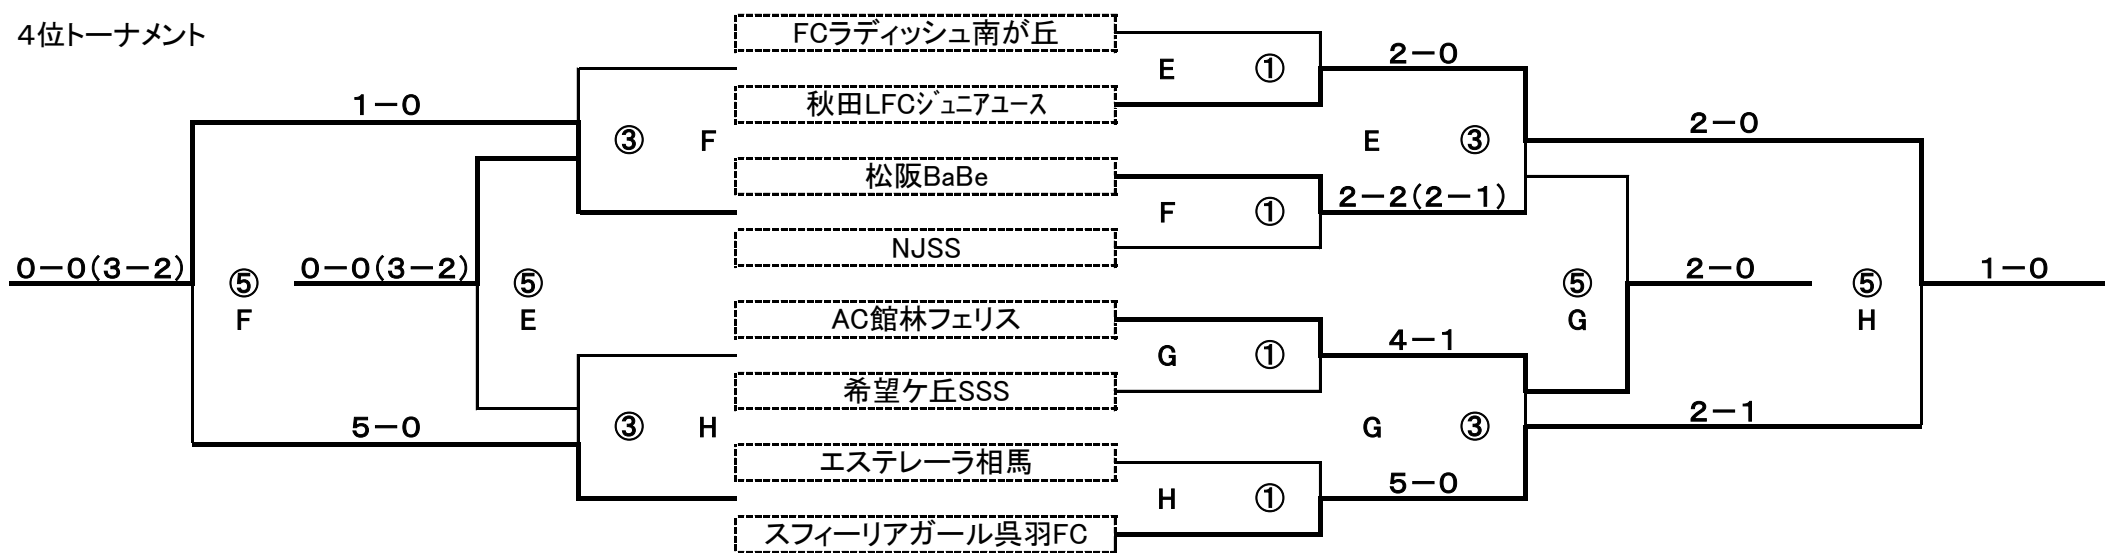 4位トーナメント
FCラディッシュ南が丘
E ① 2-0
1-0 秋田LFCジュニアユース
③ F E ③ 2-0
松阪BaBe
F ① 2-2(2-1)
NJSS
0-0(3-2) ⑤ 0-0(3-2) ⑤ ⑤ 2-0 ⑤ 1-0
F E AC館林フェリス G H
G ① 4-1
希望ケ丘SSS
5-0 ③ H G ③ 2-1
エステレーラ相馬
H ① 5-0
スフィーリアガール呉羽FC